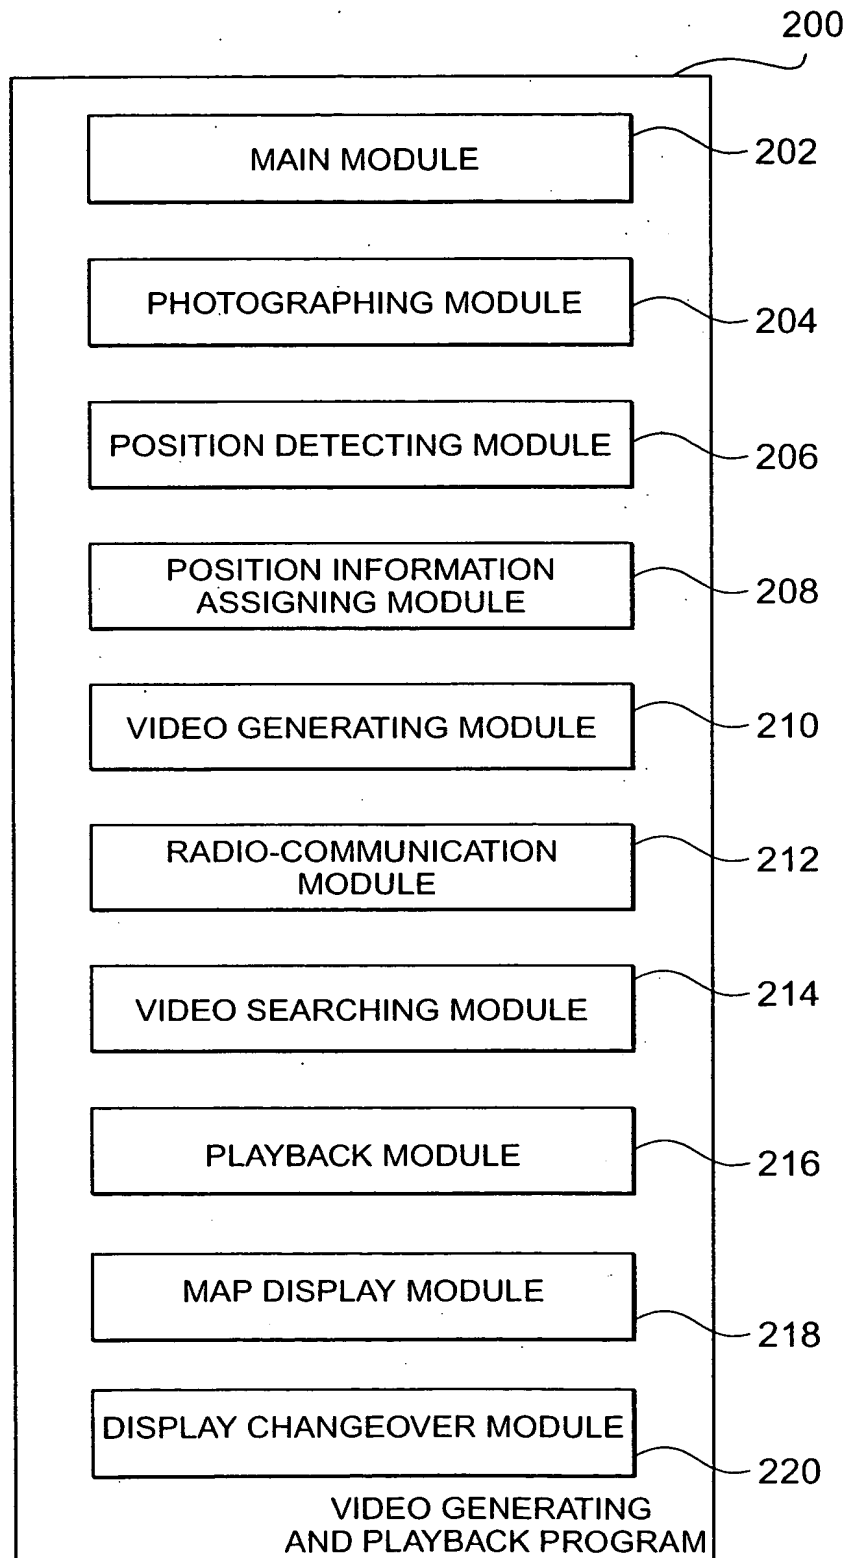 200
MAIN MODULE
202
PHOTOGRAPHING MODULE
204
POSITION DETECTING MODULE
206
POSITION INFORMATION
ASSIGNING MODULE
208
VIDEO GENERATING MODULE
210
RADIO-COMMUNICATION
MODULE
212
VIDEO SEARCHING MODULE
214
PLAYBACK MODULE
216
MAP DISPLAY MODULE
218
DISPLAY CHANGEOVER MODULE
220
VIDEO GENERATING
AND PLAYBACK PROGRAM